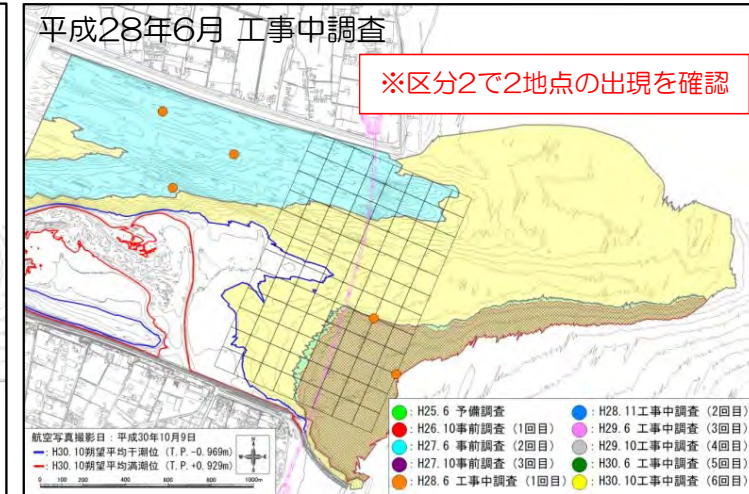 平成28年6月 工事中調査
※区分2で2地点の出現を確認
航空写真撮影日：平成30年10月9日
：H30.10朔望平均干潮位（T.P.-0.969m）
：H30.10朔望平均満潮位（T.P.+0.929m）
0 100 200 400 600 800 1000m
：H25.6 予備調査
：H26.10事前調査（1回目）
：H27.6 事前調査（2回目）
：H27.10事前調査（3回目）
：H28.6 工事中調査（1回目）
：H28.11工事中調査（2回目）
：H29.6 工事中調査（3回目）
：H29.10工事中調査（4回目）
：H30.6 工事中調査（5回目）
：H30.10工事中調査（6回目）